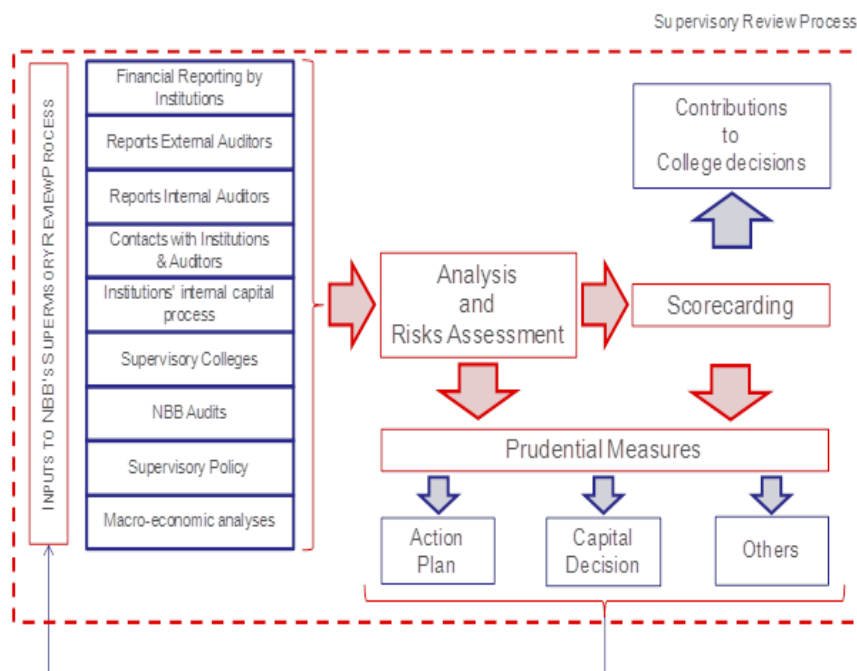 Supervisory Review Process
INPUTS TO NBB's SUPERVISORY REVIEW PROCESS
Financial Reporting by
Institutions
Reports External Auditors
Reports Internal Auditors
Contacts with Institutions
& Auditors
Institutions' internal capital
process
Supervisory Colleges
NBB Audits
Supervisory Policy
Macro-economic analyses
Analysis
and
Risks Assessment
Contributions
to
College decisions
Scorecarding
Prudential Measures
Action
Plan
Capital
Decision
Others